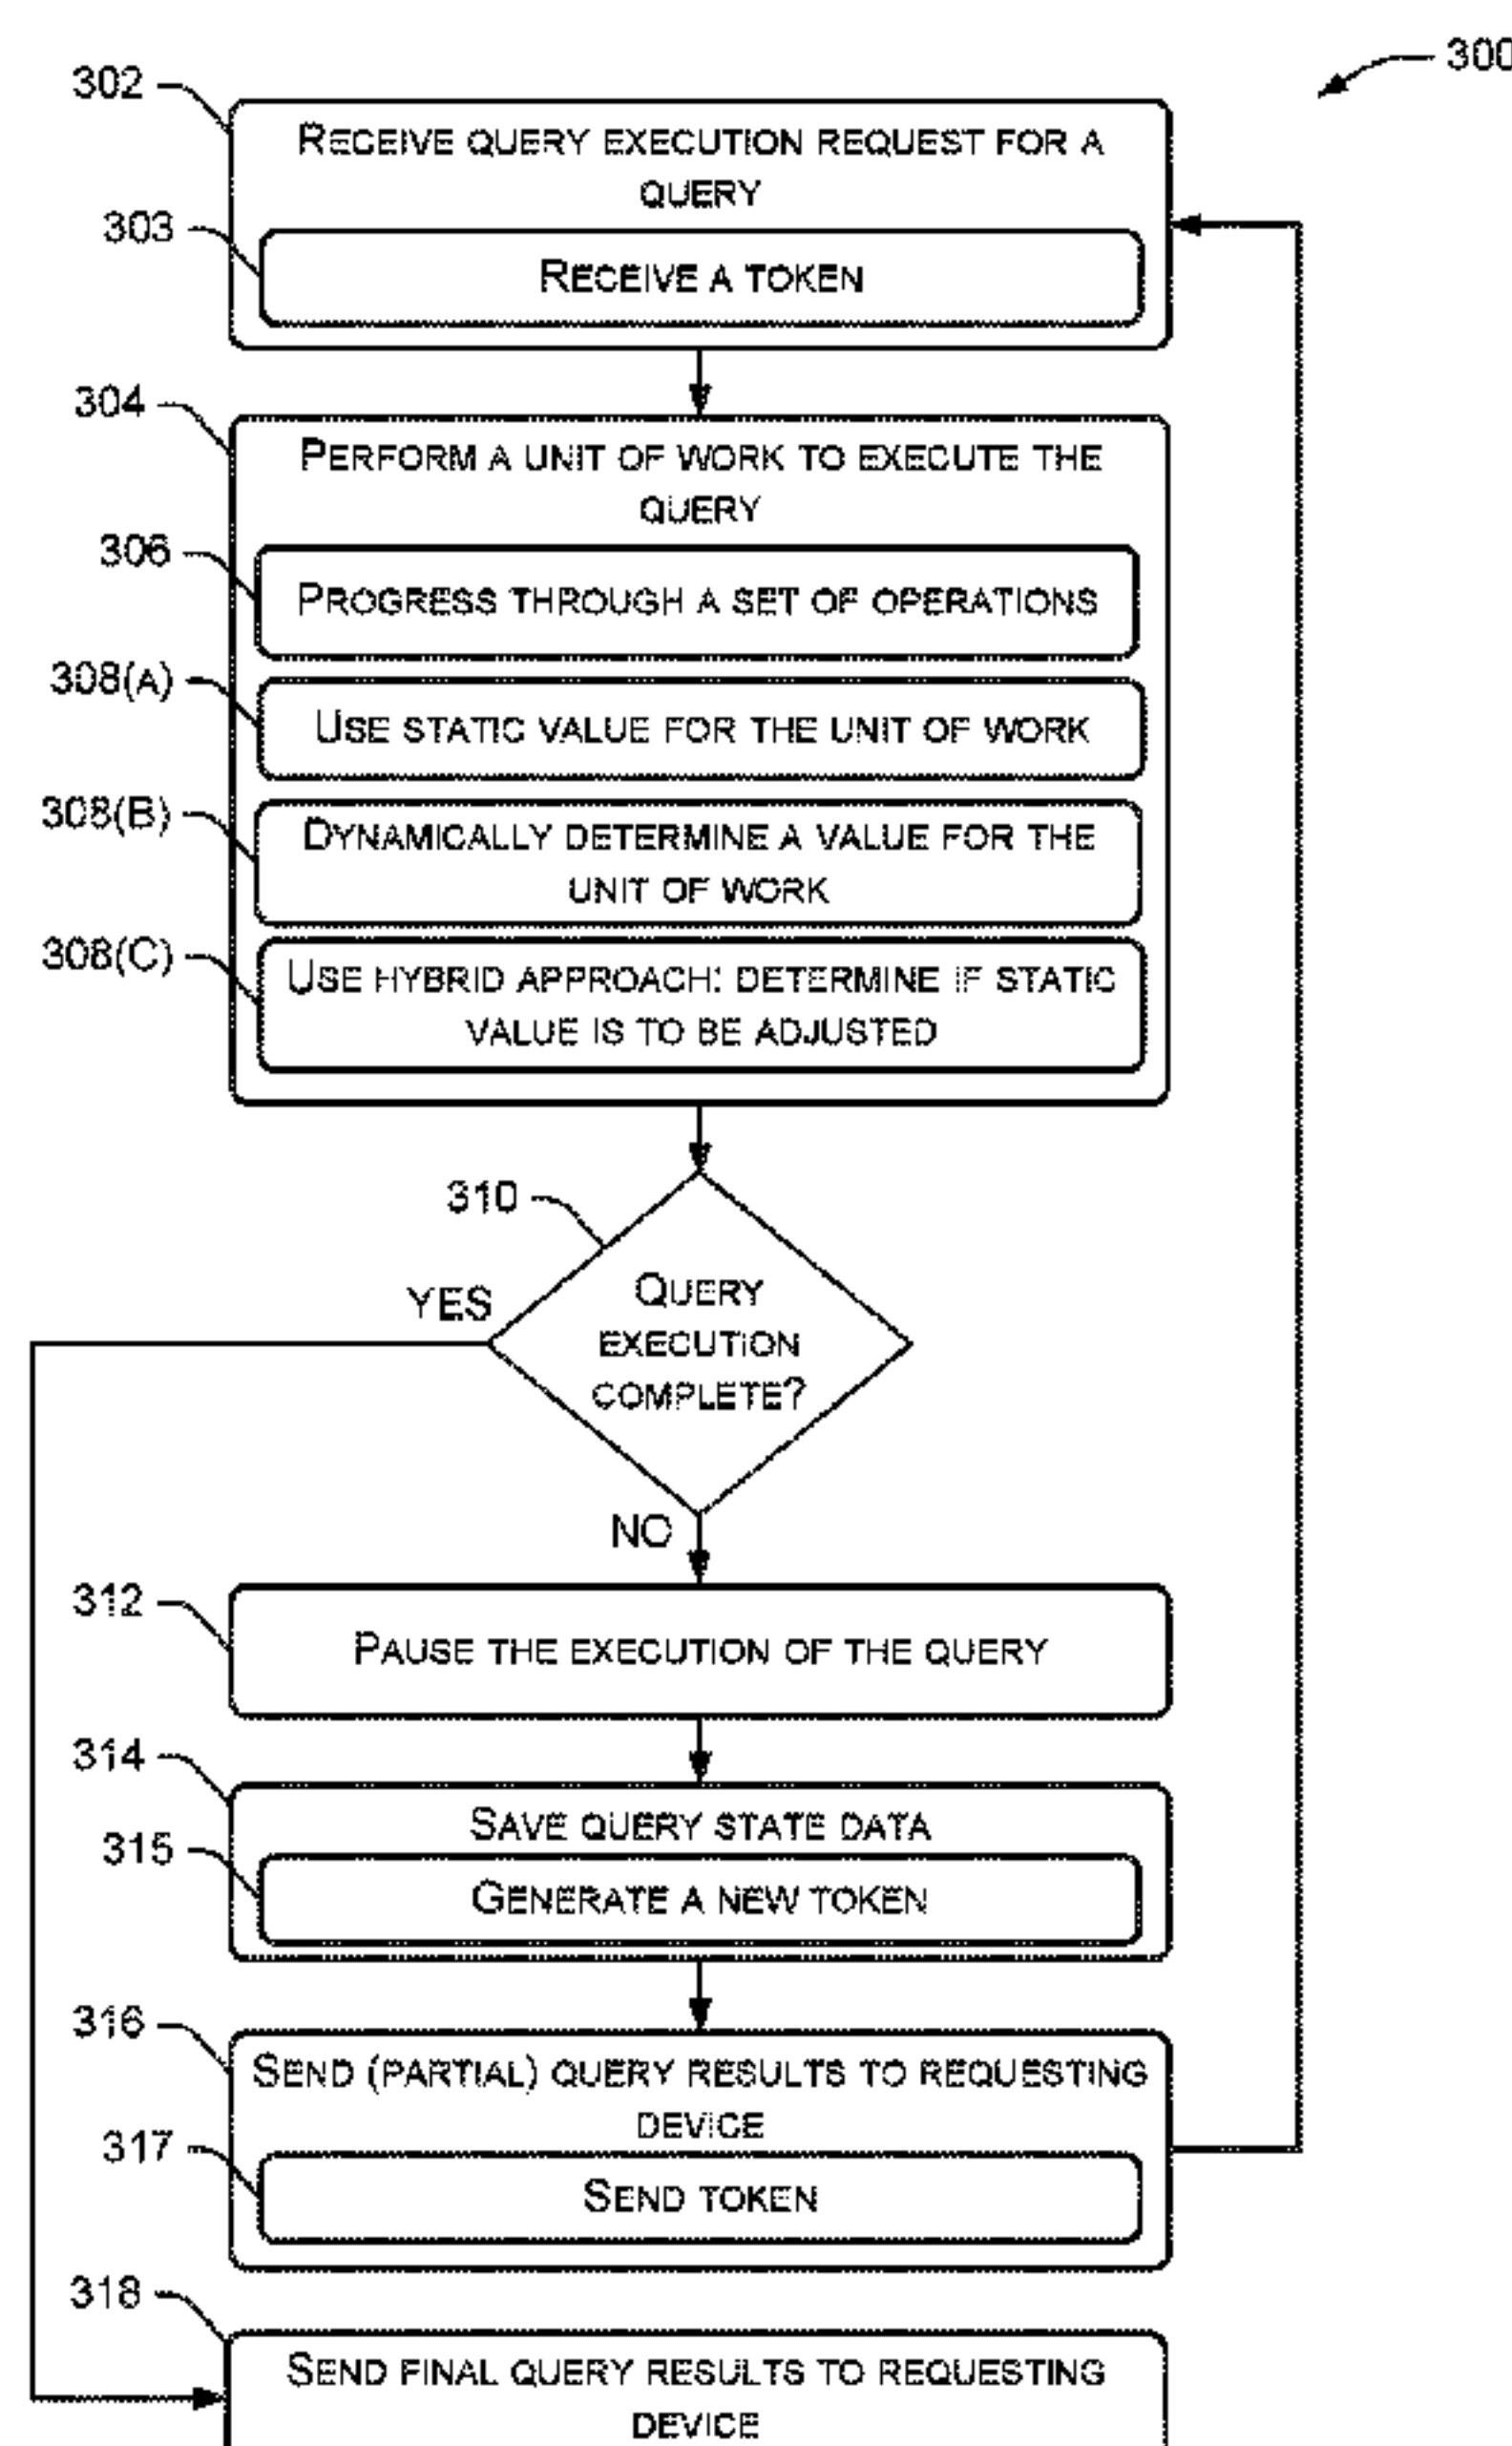 300
302
RECEIVE QUERY EXECUTION REQUEST FOR A
QUERY
303
RECEIVE A TOKEN
304
PERFORM A UNIT OF WORK TO EXECUTE THE
QUERY
306
PROGRESS THROUGH A SET OF OPERATIONS
308(A)
USE STATIC VALUE FOR THE UNIT OF WORK
308(B)
DYNAMICALLY DETERMINE A VALUE FOR THE
UNIT OF WORK
308(C)
USE HYBRID APPROACH: DETERMINE IF STATIC
VALUE IS TO BE ADJUSTED
310
YES
QUERY
EXECUTION
COMPLETE?
NO
312
PAUSE THE EXECUTION OF THE QUERY
314
SAVE QUERY STATE DATA
315
GENERATE A NEW TOKEN
316
SEND (PARTIAL) QUERY RESULTS TO REQUESTING
DEVICE
317
SEND TOKEN
318
SEND FINAL QUERY RESULTS TO REQUESTING
DEVICE